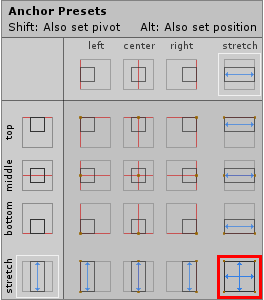 Anchor Presets
Shift: Also set pivot Alt: Also set position
left center right stretch
top
middle
bottom
stretch